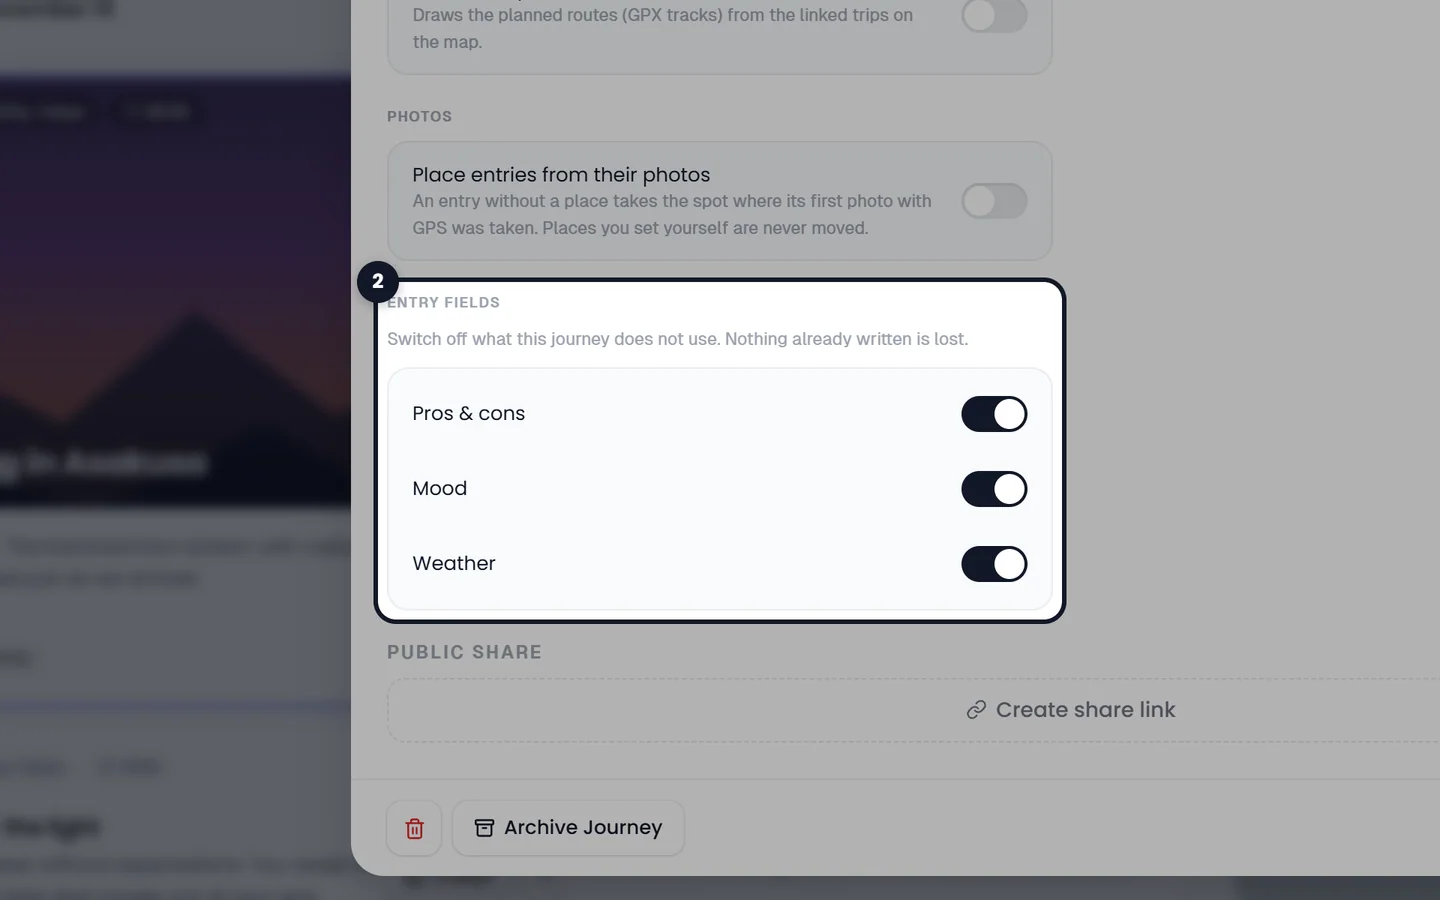 Draws the planned routes (GPX tracks) from the linked trips on
the map.
PHOTOS
Place entries from their photos
An entry without a place takes the spot where its first photo with
GPS was taken. Places you set yourself are never moved.
2
ENTRY FIELDS
Switch off what this journey does not use. Nothing already written is lost.
Pros & cons
Mood
Weather
PUBLIC SHARE
Create share link
Archive Journey